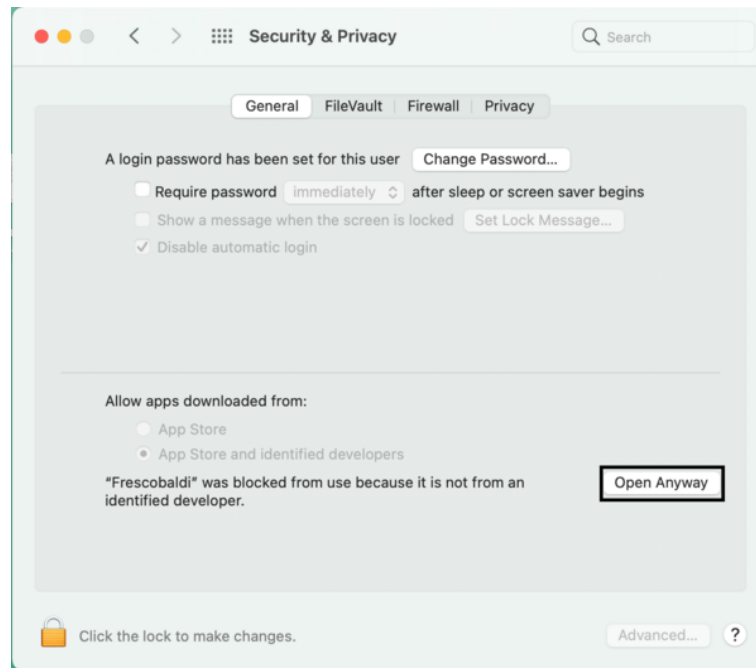 Security & Privacy
Search
General FileVault Firewall Privacy
A login password has been set for this user Change Password...
Require password immediately after sleep or screen saver begins
Show a message when the screen is locked Set Lock Message...
Disable automatic login
Allow apps downloaded from:
App Store
App Store and identified developers
“Frescobaldi” was blocked from use because it is not from an
identified developer.
Open Anyway
Click the lock to make changes.
Advanced... ?